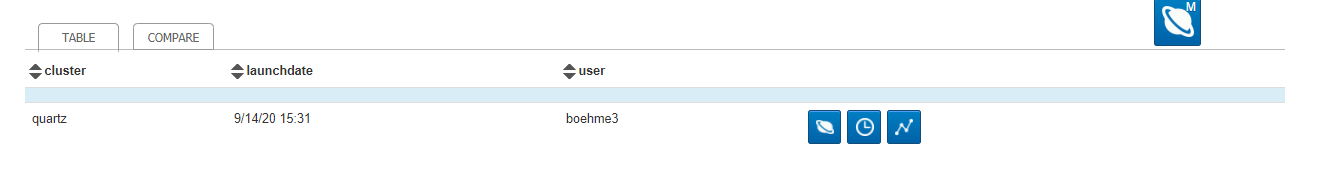 M
TABLE COMPARE
cluster launchdate user
quartz 9/14/20 15:31 boehme3